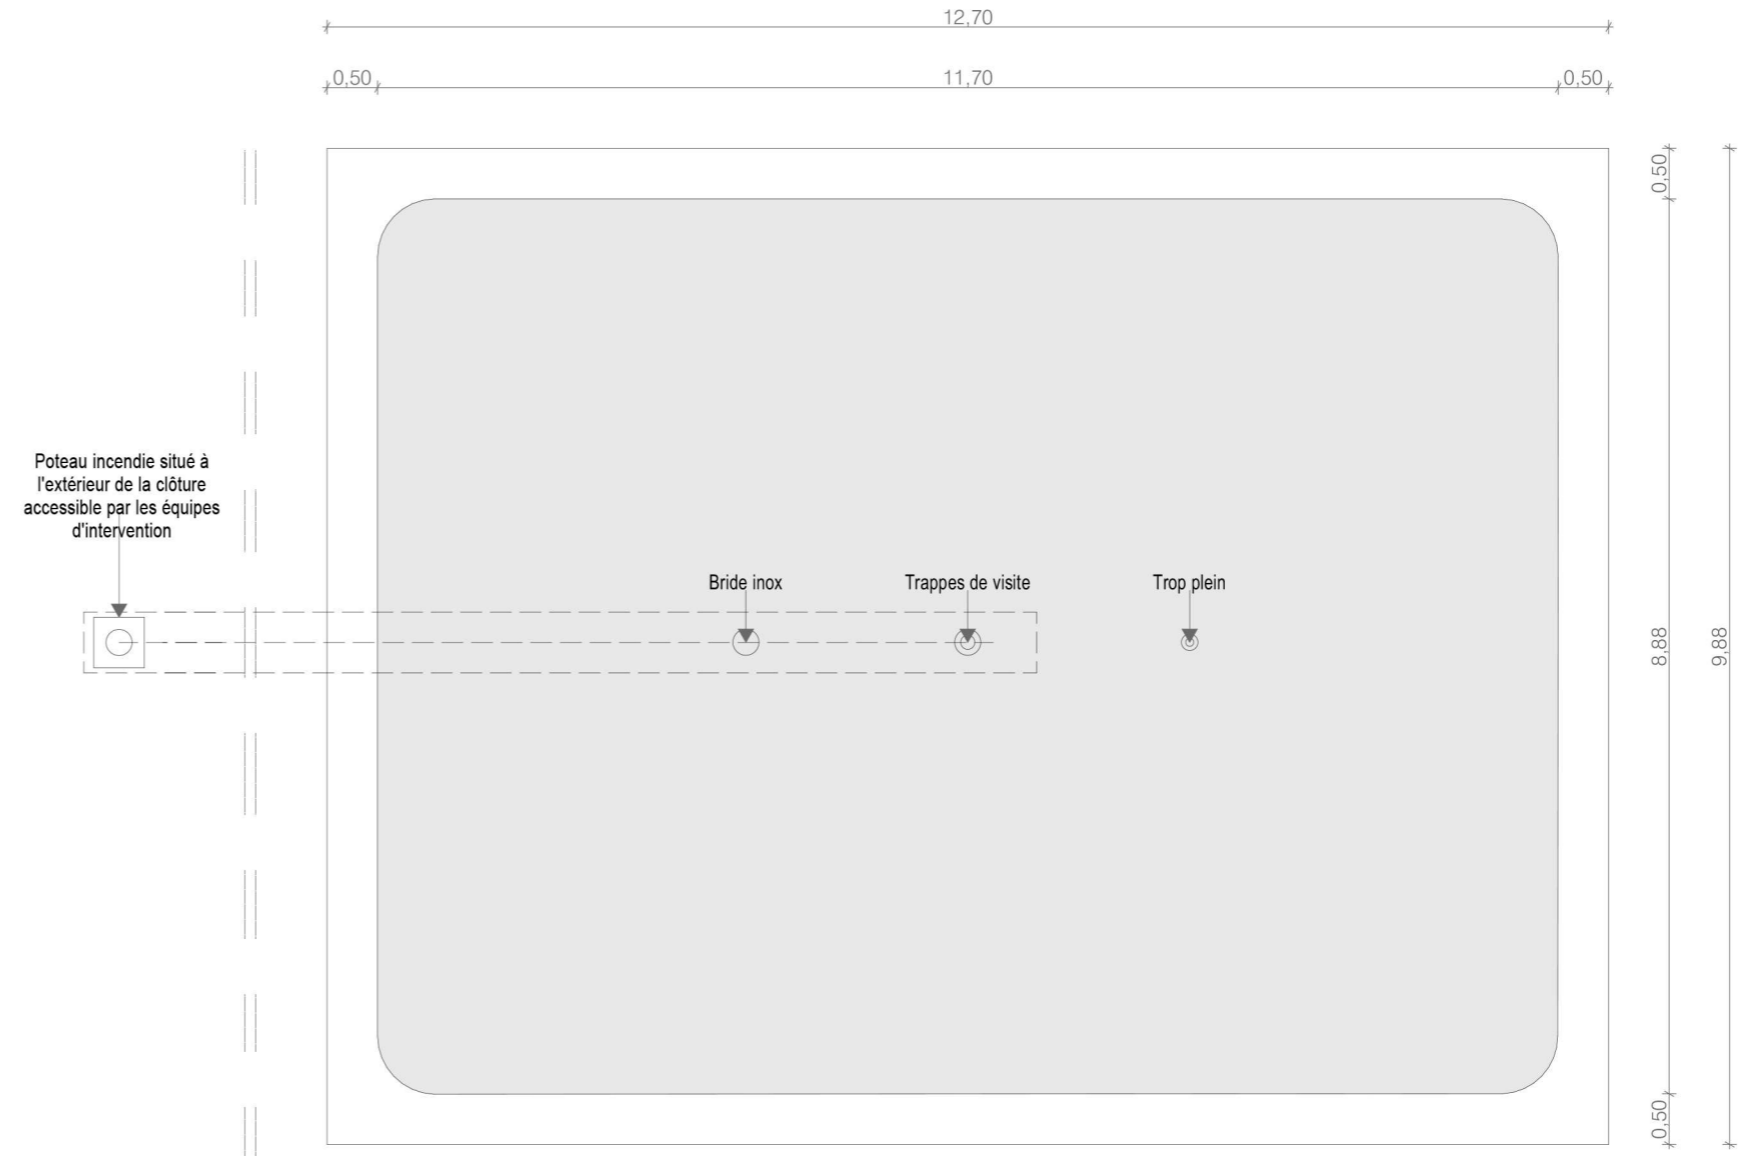 12,70
0,50
11,70
0,50
0,50
Poteau incendie situé à
l'extérieur de la clôture
accessible par les équipes
d'intervention
Bride inox
Trappes de visite
Trop plein
8,88
9,88
0,50